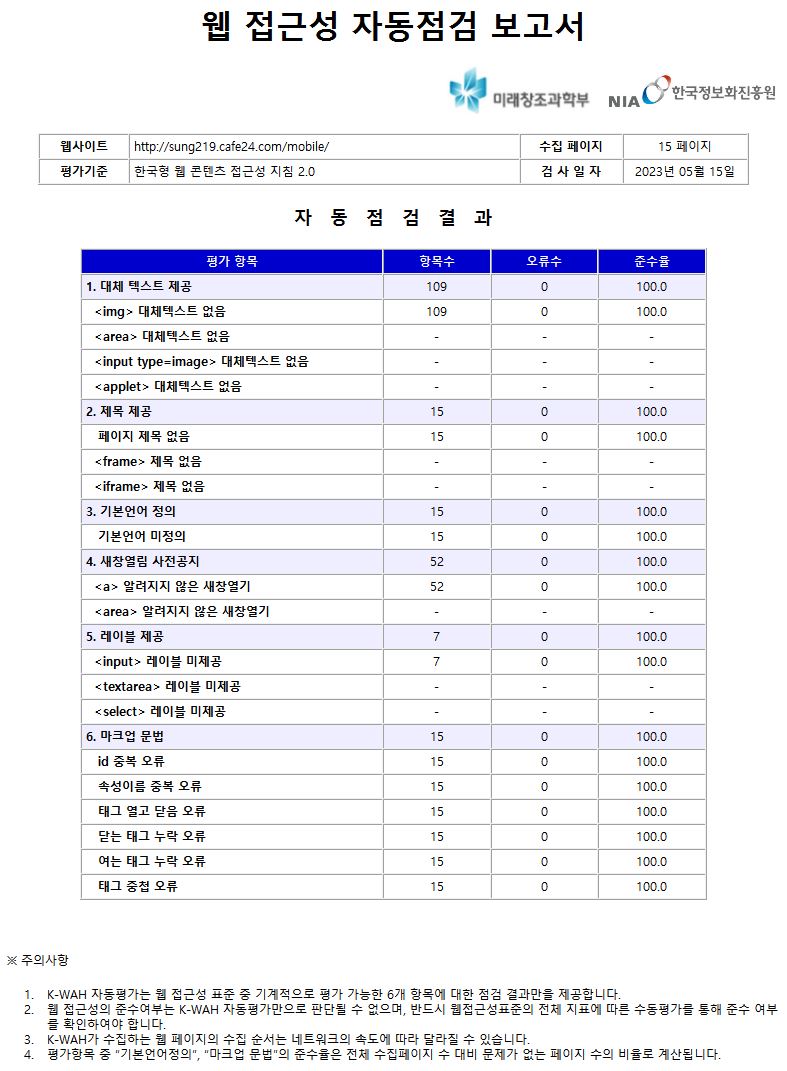 웹 접근성 자동점검 보고서
미래창조과학부 NIA 한국정보화진흥원
웹사이트 http://sung219.cafe24.com/mobile/ 수집 페이지 15 페이지
평가기준 한국형 웹 콘텐츠 접근성 지침 2.0 검 사 일 자 2023년 05월 15일
자 동 점 검 결 과
평가 항목 항목수 오류수 준수율
1. 대체 텍스트 제공 109 0 100.0
<img> 대체텍스트 없음 109 0 100.0
<area> 대체텍스트 없음 - - -
<input type=image> 대체텍스트 없음 - - -
<applet> 대체텍스트 없음 - - -
2. 제목 제공 15 0 100.0
페이지 제목 없음 15 0 100.0
<frame> 제목 없음 - - -
<iframe> 제목 없음 - - -
3. 기본언어 정의 15 0 100.0
기본언어 미정의 15 0 100.0
4. 새창열림 사전공지 52 0 100.0
<a> 알려지지 않은 새창열기 52 0 100.0
<area> 알려지지 않은 새창열기 - - -
5. 레이블 제공 7 0 100.0
<input> 레이블 미제공 7 0 100.0
<textarea> 레이블 미제공 - - -
<select> 레이블 미제공 - - -
6. 마크업 문법 15 0 100.0
id 중복 오류 15 0 100.0
속성이름 중복 오류 15 0 100.0
태그 열고 닫음 오류 15 0 100.0
닫는 태그 누락 오류 15 0 100.0
여는 태그 누락 오류 15 0 100.0
태그 중첩 오류 15 0 100.0
※ 주의사항
1. K-WAH 자동평가는 웹 접근성 표준 중 기계적으로 평가 가능한 6개 항목에 대한 점검 결과만을 제공합니다.
2. 웹 접근성의 준수여부는 K-WAH 자동평가만으로 판단될 수 없으며, 반드시 웹접근성표준의 전체 지표에 따른 수동평가를 통해 준수 여부
를 확인하여야 합니다.
3. K-WAH가 수집하는 웹 페이지의 수집 순서는 네트워크의 속도에 따라 달라질 수 있습니다.
4. 평가항목 중 "기본언어정의", "마크업 문법"의 준수율은 전체 수집페이지 수 대비 문제가 없는 페이지 수의 비율로 계산됩니다.